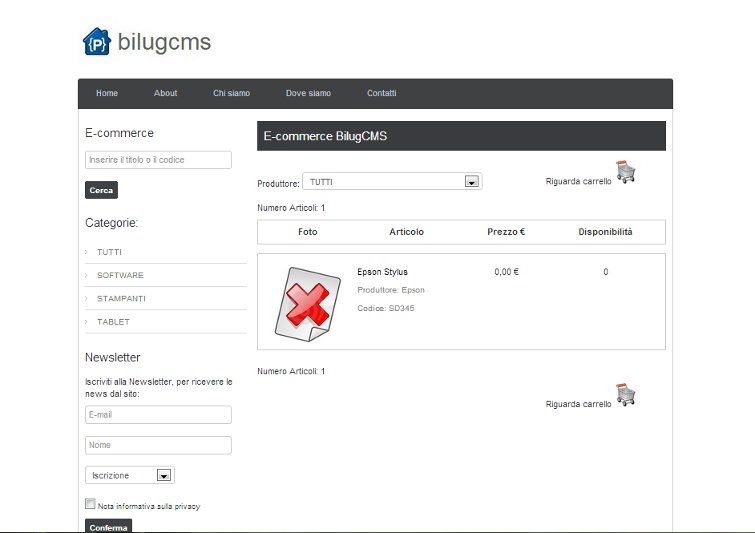 {P} bilugcms
Home About Chi siamo Dove siamo Contatti
E-commerce
Inserire il titolo o il codice
Cerca
Categorie:
TUTTI
SOFTWARE
STAMPANTI
TABLET
Newsletter
Iscriviti alla Newsletter, per ricevere le
news dal sito:
E-mail
Nome
Iscrizione
Nota informativa sulla privacy
Conferma
E-commerce BilugCMS
Produttore: TUTTI
Riguarda carrello
Numero Articoli: 1
Foto Articolo Prezzo € Disponibilità
Epson Stylus 0,00 € 0
Produttore: Epson
Codice: SD345
Numero Articoli: 1
Riguarda carrello